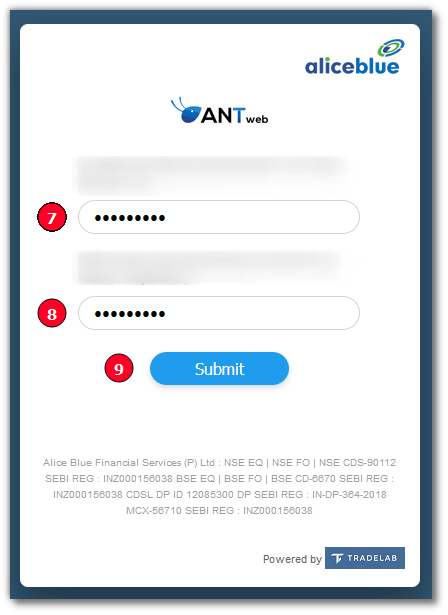 aliceblue
ANT web
7
•••••••••
8
•••••••••
9
Submit
Alice Blue Financial Services (P) Ltd : NSE EQ | NSE FO | NSE CDS-90112
SEBI REG : INZ000156038 BSE EQ | BSE FO | BSE CD-6670 SEBI REG :
INZ000156038 CDSL DP ID 12085300 DP SEBI REG : IN-DP-364-2018
MCX-56710 SEBI REG : INZ000156038
Powered by TRADELAB